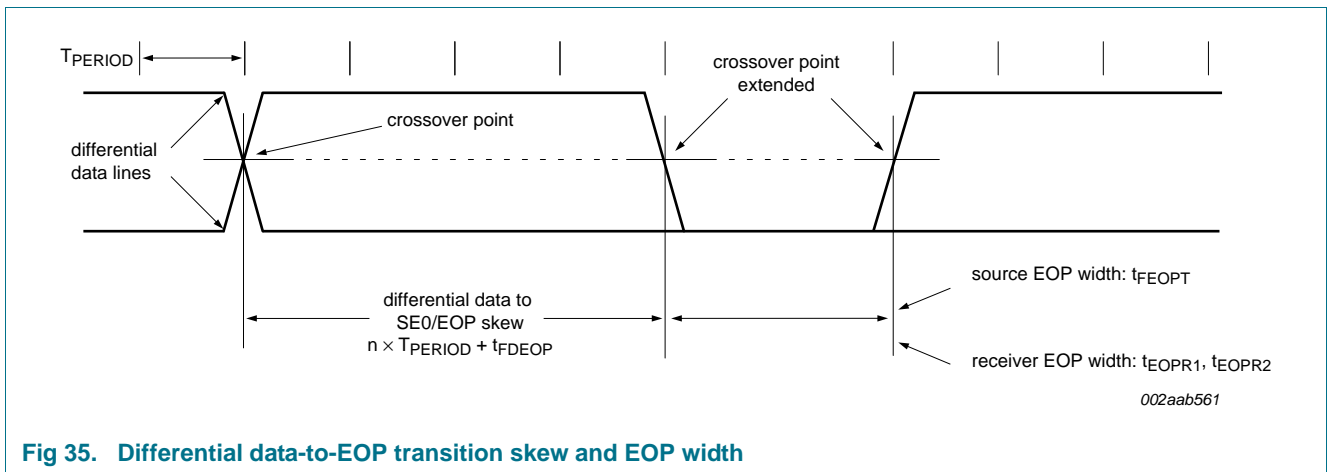 TPERIOD
crossover point
extended
crossover point
differential
data lines
source EOP width: tFEOPT
differential data to
SE0/EOP skew
n × TPERIOD + tFDEOP
receiver EOP width: tEOPR1, tEOPR2
002aab561
Fig 35. Differential data-to-EOP transition skew and EOP width